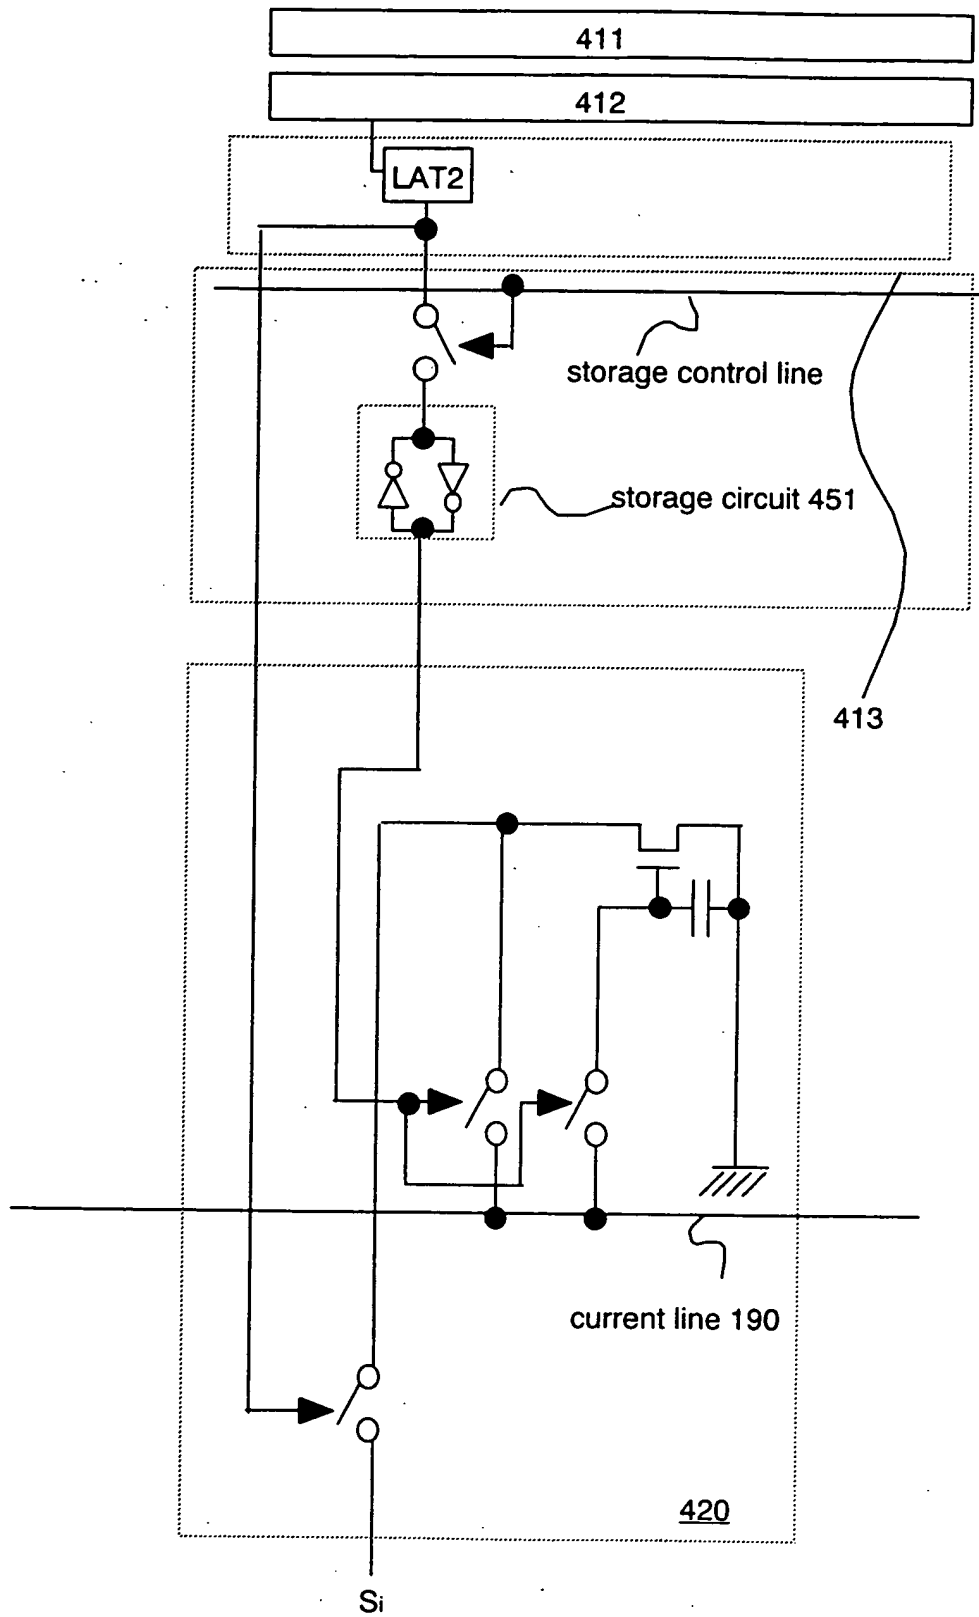 411
412
LAT2
storage control line
storage circuit 451
413
current line 190
420
Si